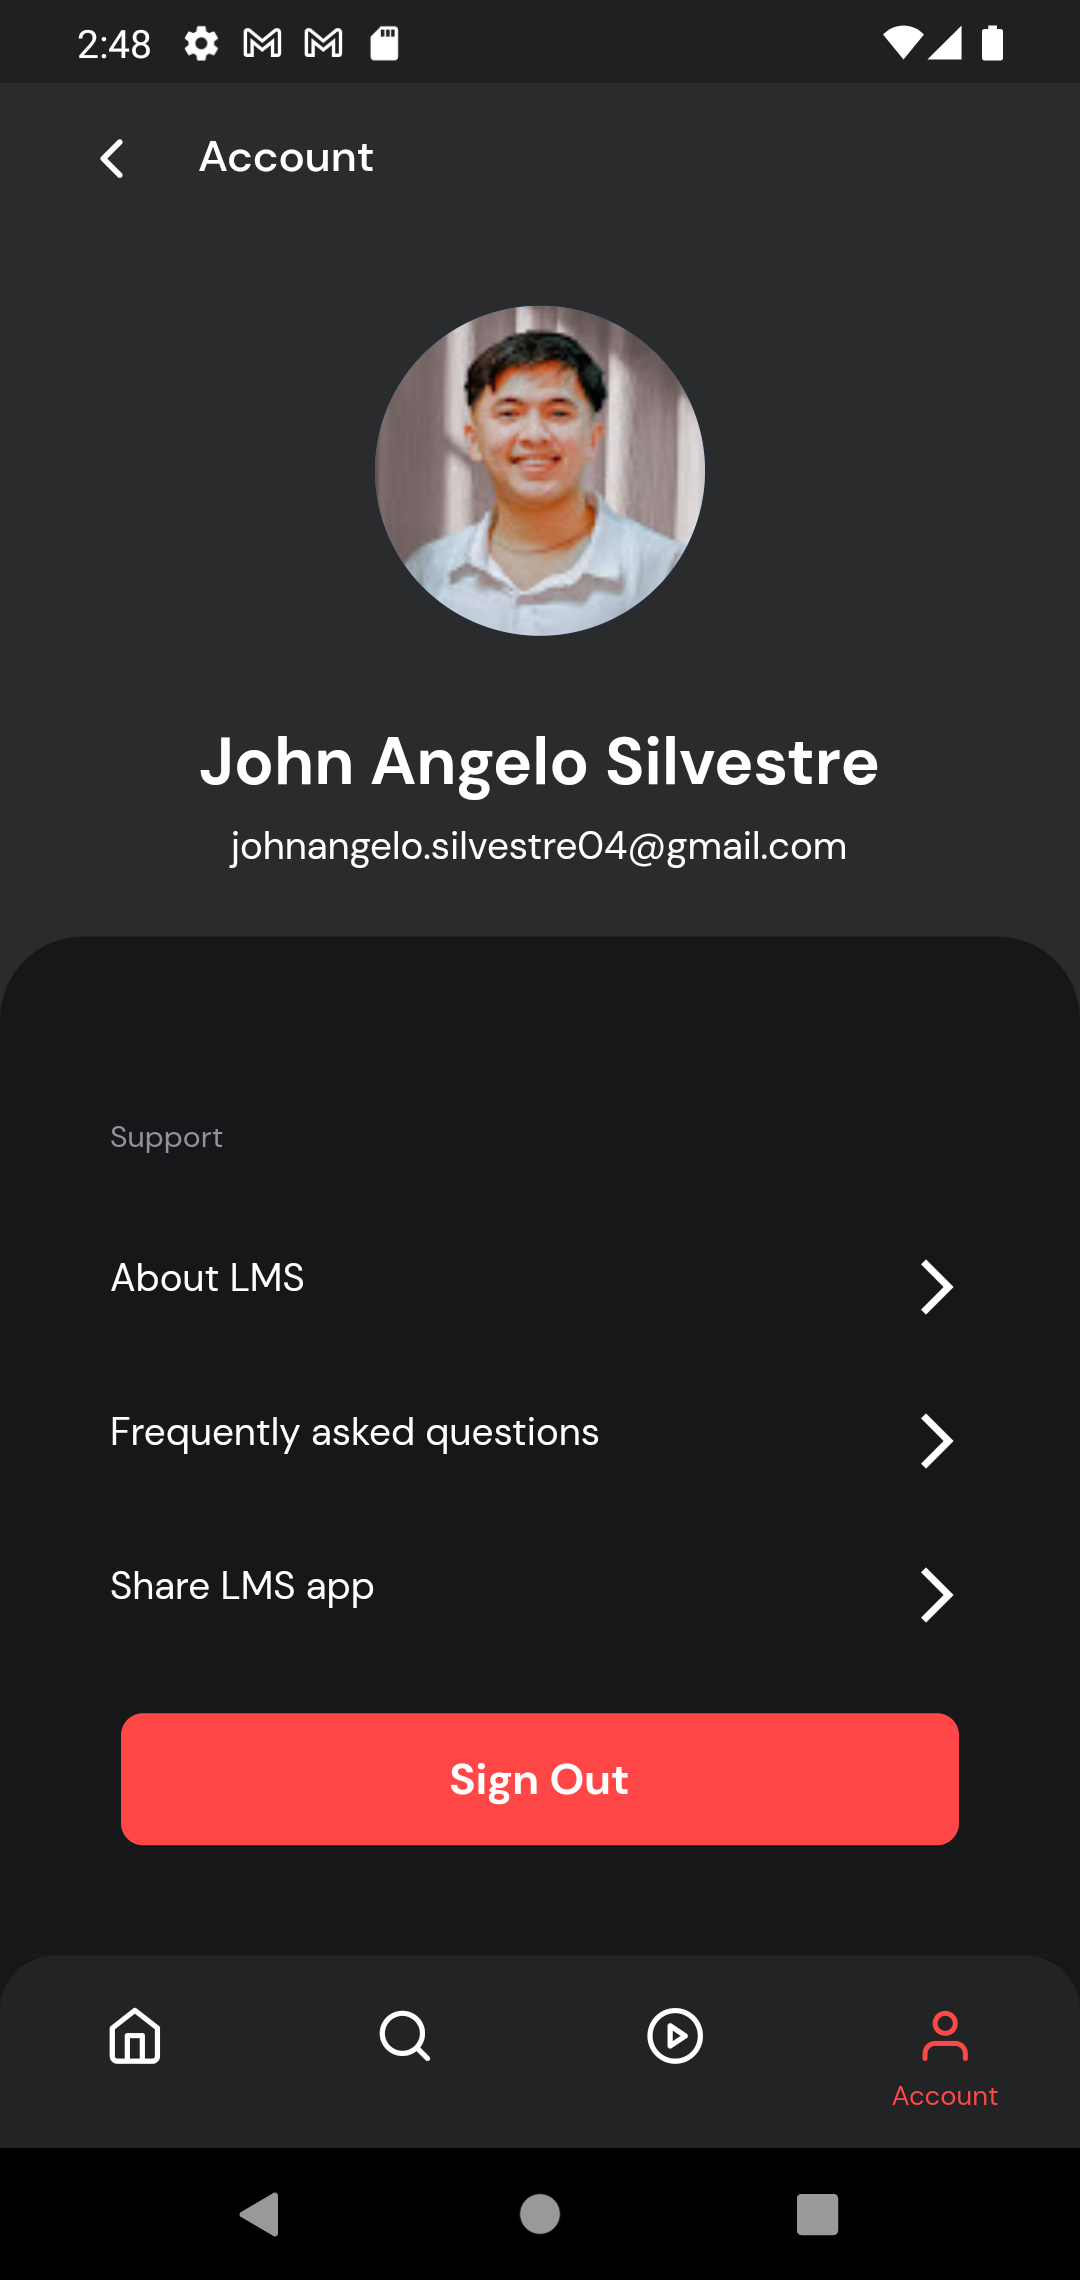 2:48
Account
John Angelo Silvestre
johnangelo.silvestre04@gmail.com
Support
About LMS
Frequently asked questions
Share LMS app
Sign Out
Account